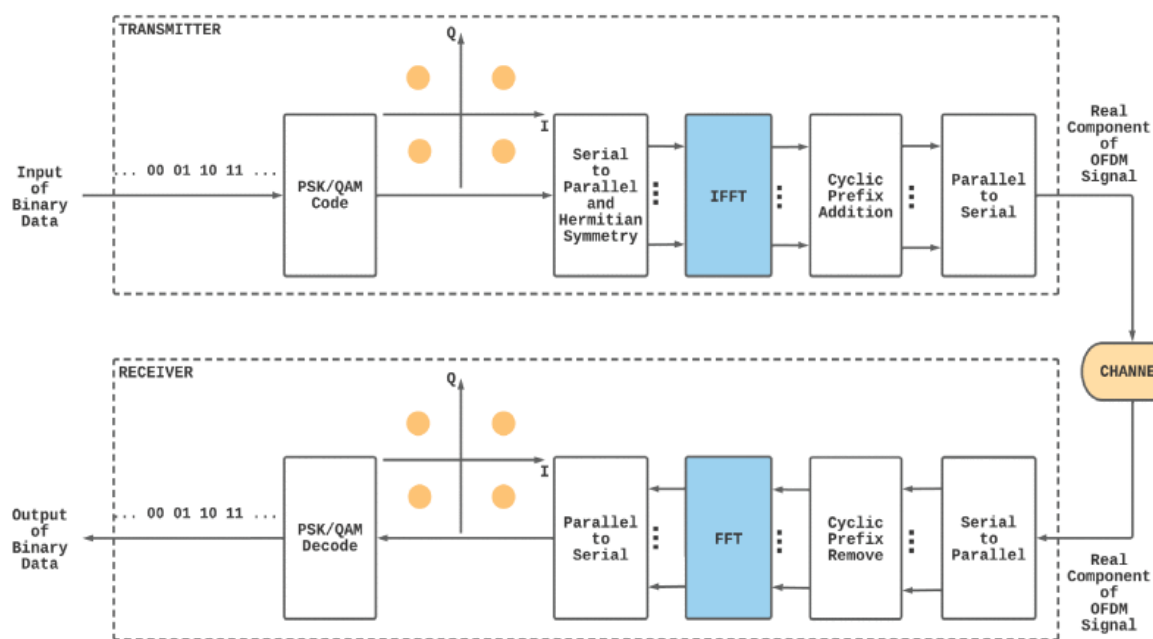 TRANSMITTER
Q
I
Input
of
Binary
Data
... 00 01 10 11 ...
PSK/QAM
Code
Serial
to
Parallel
and
Hermitian
Symmetry
IFFT
Cyclic
Prefix
Addition
Parallel
to
Serial
Real
Component
of
OFDM
Signal
CHANNE
RECEIVER
Q
I
Output
of
Binary
Data
... 00 01 10 11 ...
PSK/QAM
Decode
Parallel
to
Serial
FFT
Cyclic
Prefix
Remove
Serial
to
Parallel
Real
Component
of
OFDM
Signal